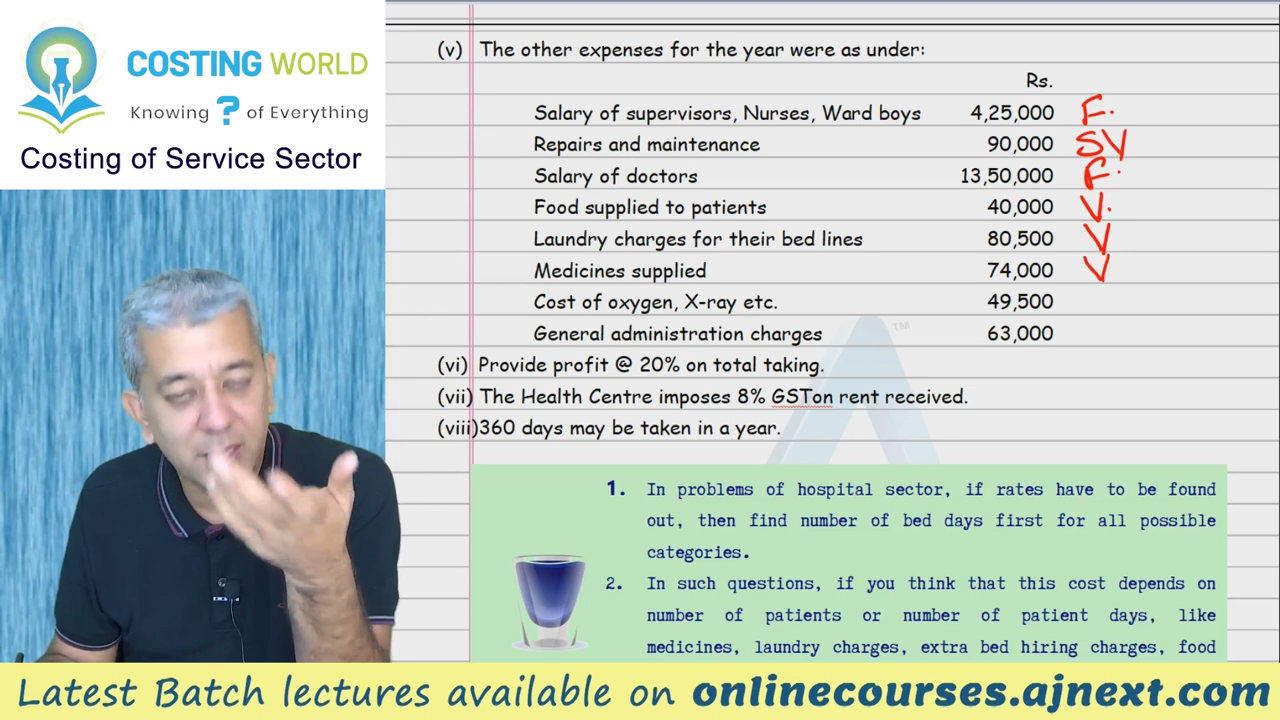 COSTING WORLD
Knowing ? of Everything
Costing of Service Sector
(v) The other expenses for the year were as under:
Rs.
Salary of supervisors, Nurses, Ward boys 4,25,000 F.
Repairs and maintenance 90,000 SV
Salary of doctors 13,50,000 F.
Food supplied to patients 40,000 V.
Laundry charges for their bed lines 80,500 V
Medicines supplied 74,000 V
Cost of oxygen, X-ray etc. 49,500
General administration charges 63,000
TM
(vi) Provide profit @ 20% on total taking.
(vii) The Health Centre imposes 8% GSTon rent received.
(viii)360 days may be taken in a year.
1. In problems of hospital sector, if rates have to be found
out, then find number of bed days first for all possible
categories.
2. In such questions, if you think that this cost depends on
number of patients or number of patient days, like
medicines, laundry charges, extra bed hiring charges, food
Latest Batch lectures available on onlinecourses.ajnext.com